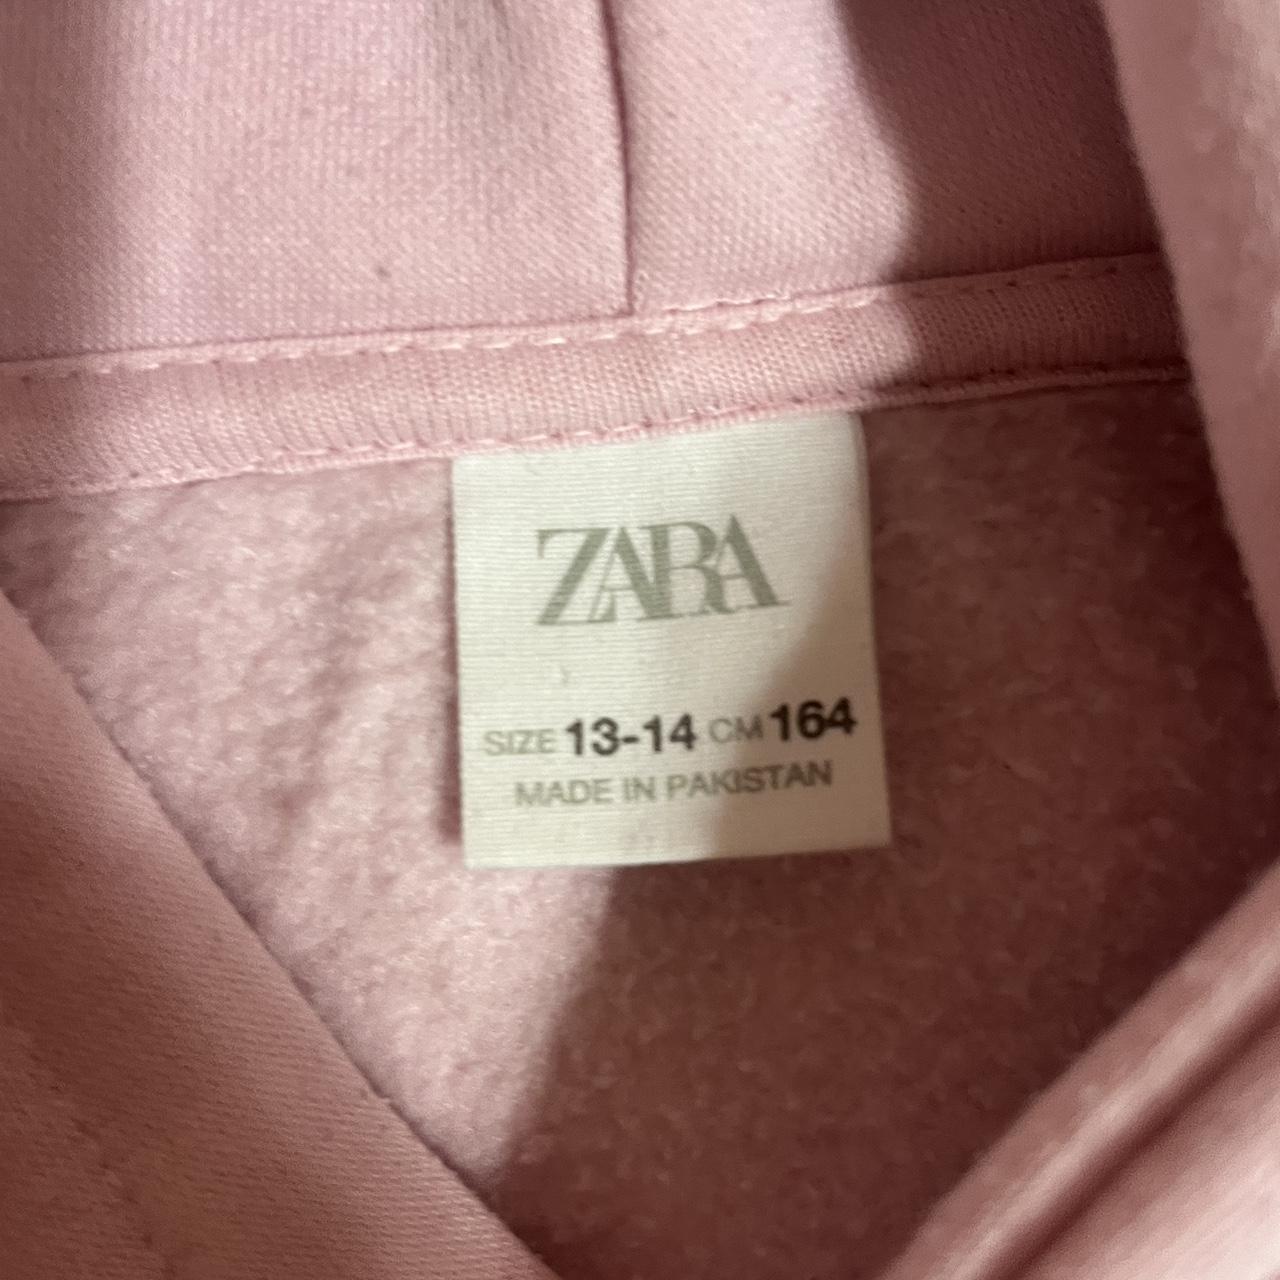 ZARA
SIZE 13-14 CM 164
MADE IN PAKISTAN